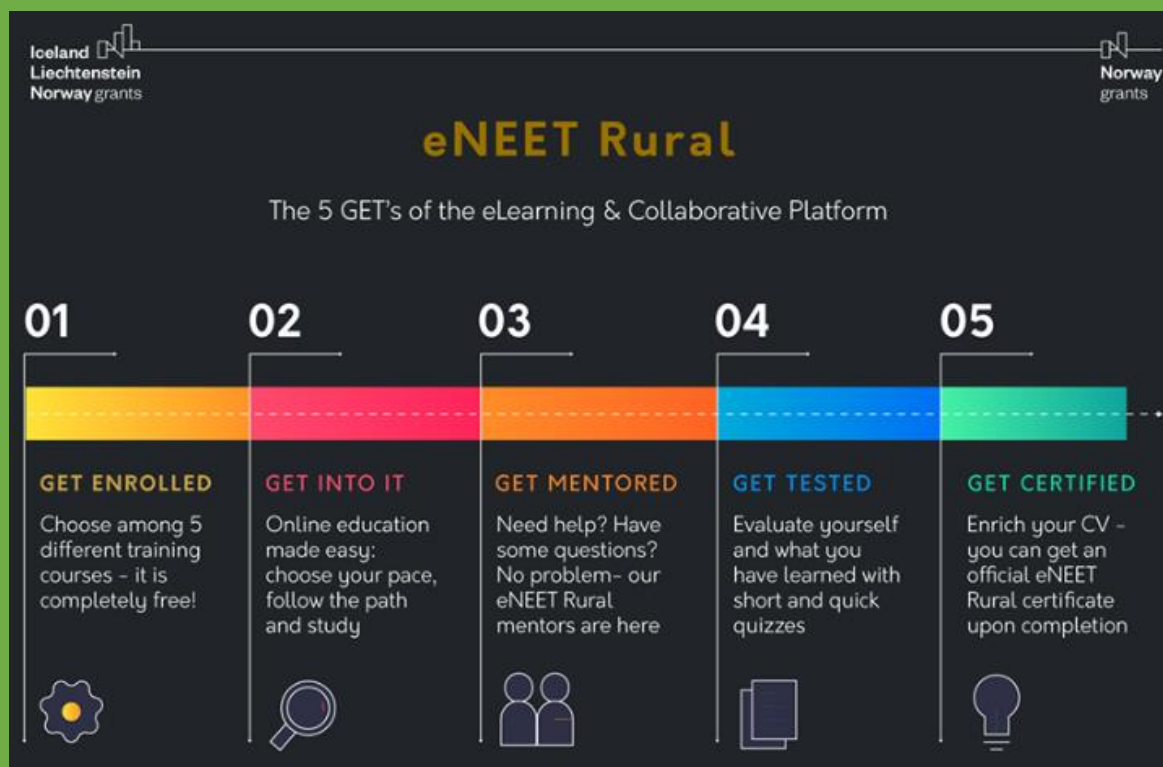 Iceland
Liechtenstein
Norway grants
Norway
grants
eNEET Rural
The 5 GET's of the eLearning & Collaborative Platform
01
02
03
04
05
GET ENROLLED
Choose among 5
different training
courses - it is
completely free!
GET INTO IT
Online education
made easy:
choose your pace,
follow the path
and study
GET MENTORED
Need help? Have
some questions?
No problem- our
eNEET Rural
mentors are here
GET TESTED
Evaluate yourself
and what you
have learned with
short and quick
quizzes
GET CERTIFIED
Enrich your CV -
you can get an
official eNEET
Rural certificate
upon completion